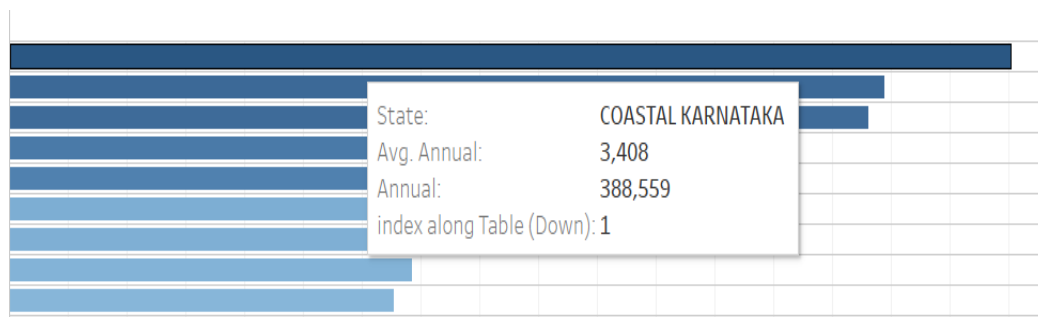 State: COASTAL KARNATAKA
Avg. Annual: 3,408
Annual: 388,559
index along Table (Down): 1